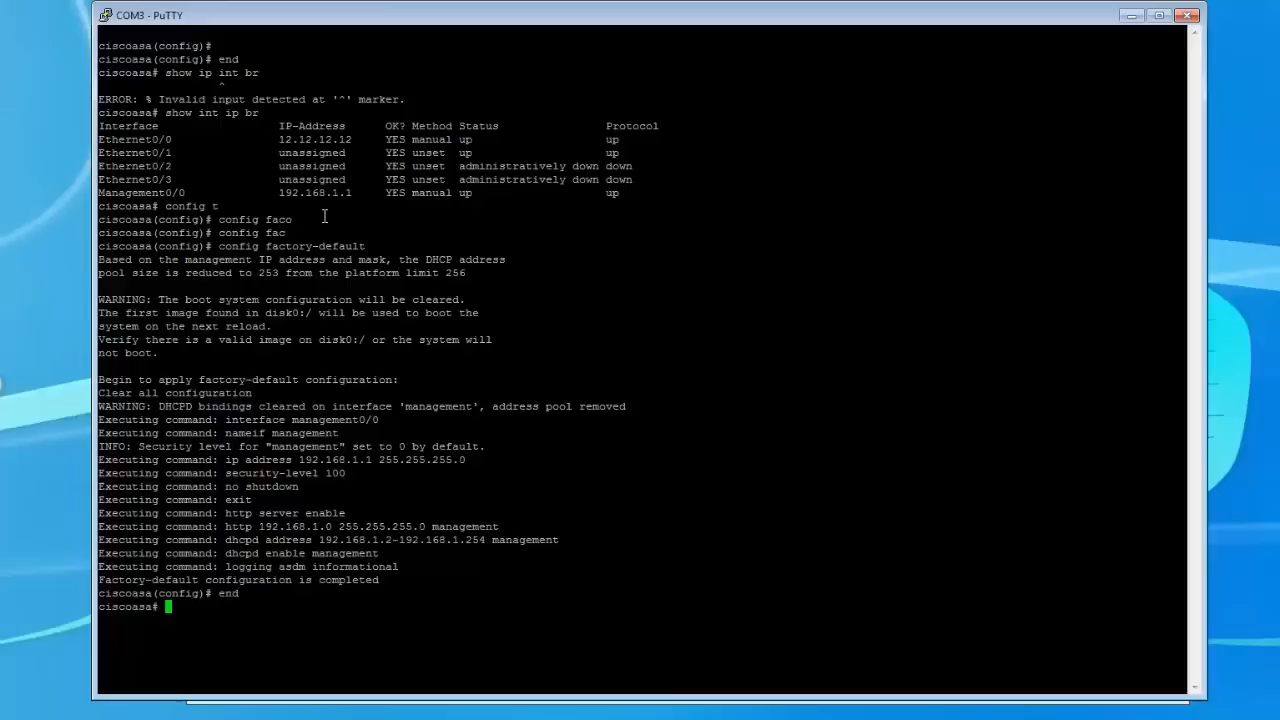 COM3 - PuTTY
ciscoasa(config)#
ciscoasa(config)# end
ciscoasa# show ip int br
^
ERROR: % Invalid input detected at '^' marker.
ciscoasa# show int ip br
Interface IP-Address OK? Method Status Protocol
Ethernet0/0 12.12.12.12 YES manual up up
Ethernet0/1 unassigned YES unset up up
Ethernet0/2 unassigned YES unset administratively down down
Ethernet0/3 unassigned YES unset administratively down down
Management0/0 192.168.1.1 YES manual up up
ciscoasa# config t
ciscoasa(config)# config faco
ciscoasa(config)# config fac
ciscoasa(config)# config factory-default
Based on the management IP address and mask, the DHCP address
pool size is reduced to 253 from the platform limit 256
WARNING: The boot system configuration will be cleared.
The first image found in disk0:/ will be used to boot the
system on the next reload.
Verify there is a valid image on disk0:/ or the system will
not boot.
Begin to apply factory-default configuration:
Clear all configuration
WARNING: DHCPD bindings cleared on interface 'management', address pool removed
Executing command: interface management0/0
Executing command: nameif management
INFO: Security level for "management" set to 0 by default.
Executing command: ip address 192.168.1.1 255.255.255.0
Executing command: security-level 100
Executing command: no shutdown
Executing command: exit
Executing command: http server enable
Executing command: http 192.168.1.0 255.255.255.0 management
Executing command: dhcpd address 192.168.1.2-192.168.1.254 management
Executing command: dhcpd enable management
Executing command: logging asdm informational
Factory-default configuration is completed
ciscoasa(config)# end
ciscoasa#